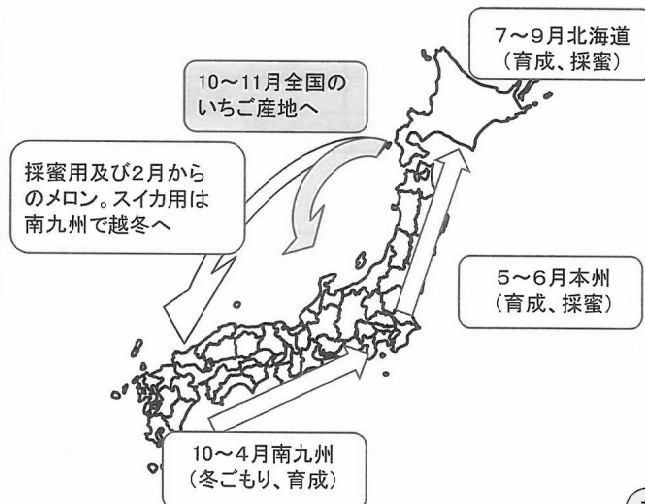 7～9月北海道
(育成、採蜜)
10～11月全国の
いちご産地へ
採蜜用及び2月から
のメロン。スイカ用は
南九州で越冬へ
5～6月本州
(育成、採蜜)
10～4月南九州
(冬ごもり、育成)